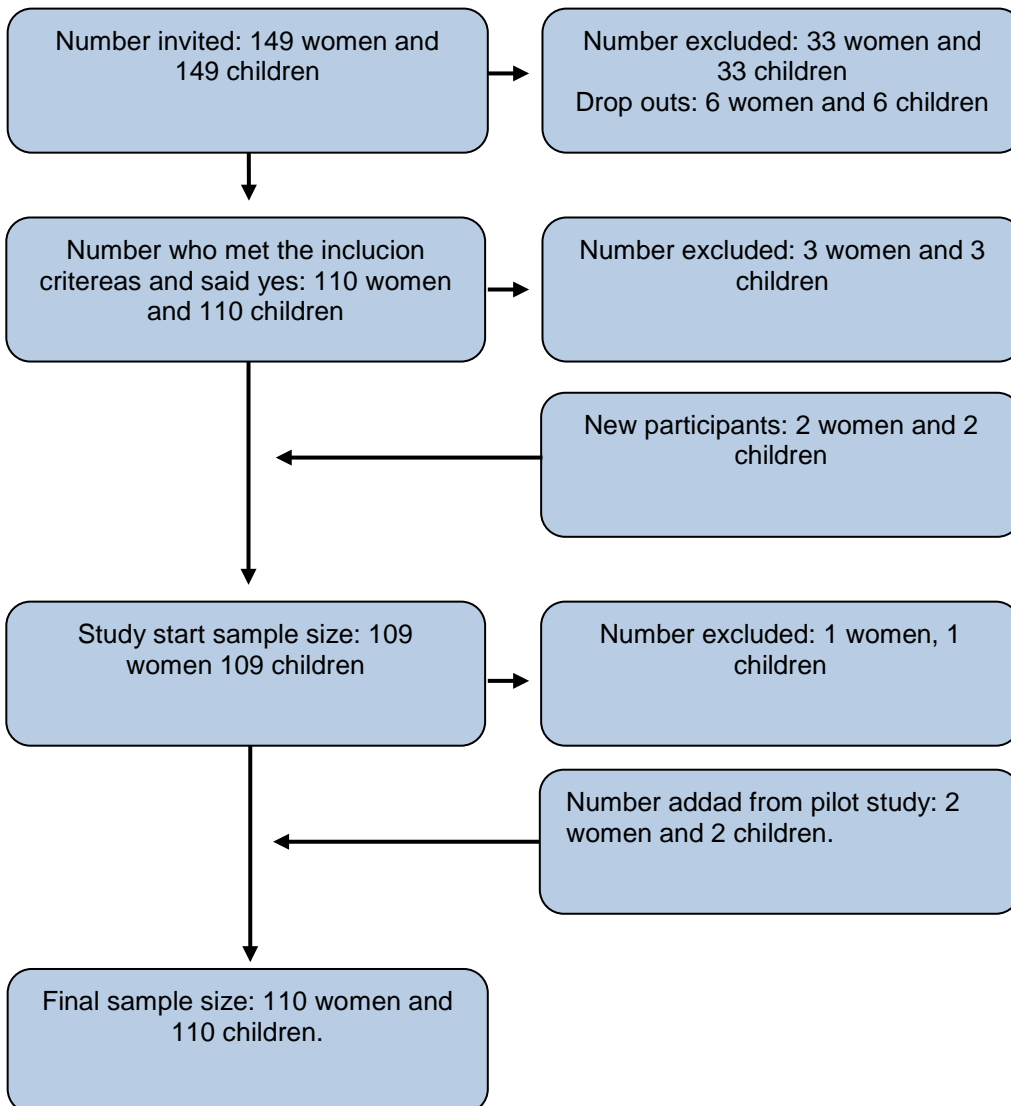 Number invited: 149 women and
149 children
Number excluded: 33 women and
33 children
Drop outs: 6 women and 6 children
Number who met the inclucion
critereas and said yes: 110 women
and 110 children
Number excluded: 3 women and 3
children
New participants: 2 women and 2
children
Study start sample size: 109
women 109 children
Number excluded: 1 women, 1
children
Number addad from pilot study: 2
women and 2 children.
Final sample size: 110 women and
110 children.